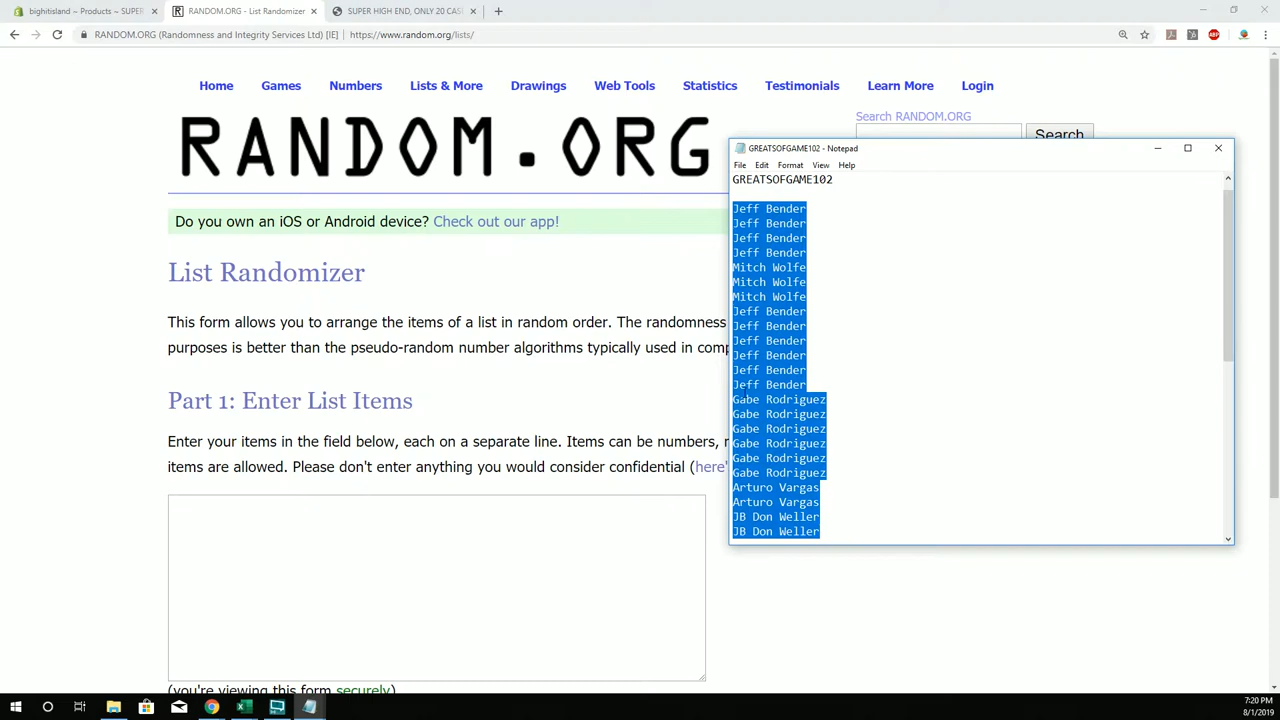 bighitisland ~ Products ~ SUPER
RANDOM.ORG - List Randomizer
SUPER HIGH END, ONLY 20 CAS
RANDOM.ORG (Randomness and Integrity Services Ltd) [IE] | https://www.random.org/lists/
Home Games Numbers Lists & More Drawings Web Tools Statistics Testimonials Learn More Login
Search RANDOM.ORG
RANDOM.ORG
Search
Do you own an iOS or Android device? Check out our app!
List Randomizer
This form allows you to arrange the items of a list in random order. The randomness
purposes is better than the pseudo-random number algorithms typically used in comp
Part 1: Enter List Items
Enter your items in the field below, each on a separate line. Items can be numbers, n
items are allowed. Please don't enter anything you would consider confidential (here'
(you're viewing this form securely)
GREATSOFGAME102 - Notepad
File Edit Format View Help
GREATSOFGAME102
Jeff Bender
Jeff Bender
Jeff Bender
Jeff Bender
Mitch Wolfe
Mitch Wolfe
Mitch Wolfe
Jeff Bender
Jeff Bender
Jeff Bender
Jeff Bender
Jeff Bender
Jeff Bender
Gabe Rodriguez
Gabe Rodriguez
Gabe Rodriguez
Gabe Rodriguez
Gabe Rodriguez
Gabe Rodriguez
Arturo Vargas
Arturo Vargas
JB Don Weller
JB Don Weller
7:20 PM
8/1/2019